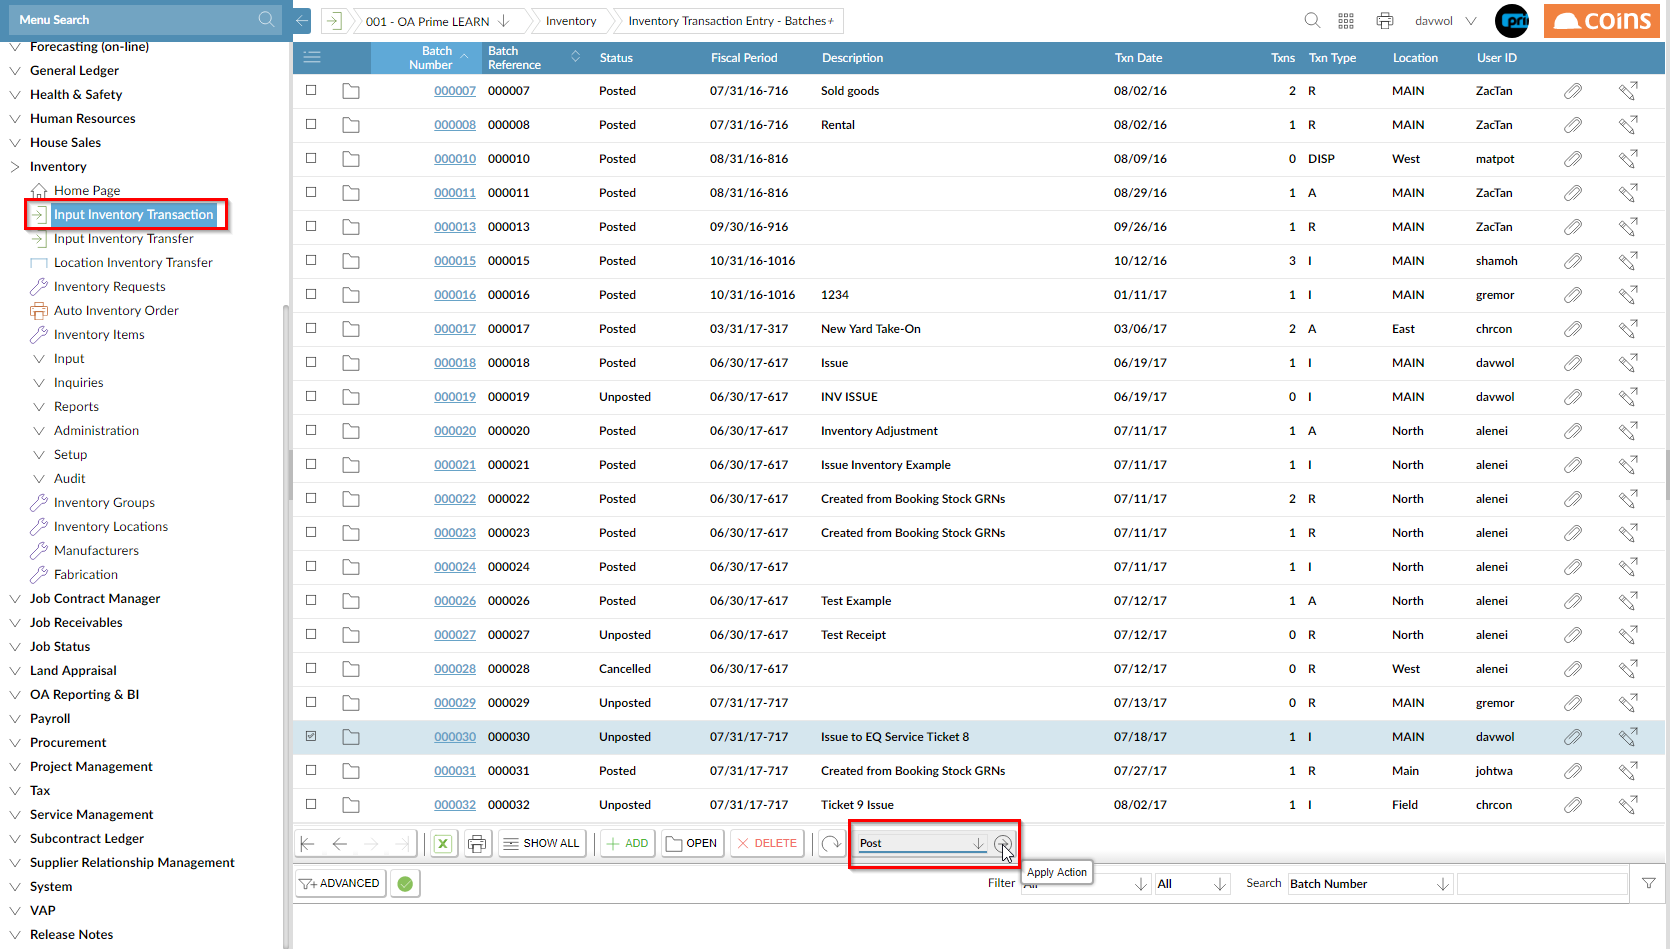 Menu Search
001 - OA Prime LEARN
Inventory
Inventory Transaction Entry - Batches+
davwol
coins
Forecasting (on-line)
General Ledger
Health & Safety
Human Resources
House Sales
Inventory
Home Page
Input Inventory Transaction
Input Inventory Transfer
Location Inventory Transfer
Inventory Requests
Auto Inventory Order
Inventory Items
Input
Inquiries
Reports
Administration
Setup
Audit
Inventory Groups
Inventory Locations
Manufacturers
Fabrication
Job Contract Manager
Job Receivables
Job Status
Land Appraisal
OA Reporting & BI
Payroll
Procurement
Project Management
Tax
Service Management
Subcontract Ledger
Supplier Relationship Management
System
VAP
Release Notes
Batch Number Batch Reference Status Fiscal Period Description Txn Date Txns Txn Type Location User ID
000007 000007 Posted 07/31/16-716 Sold goods 08/02/16 2 R MAIN ZacTan
000008 000008 Posted 07/31/16-716 Rental 08/02/16 1 R MAIN ZacTan
000010 000010 Posted 08/31/16-816 08/09/16 0 DISP West matpot
000011 000011 Posted 08/31/16-816 08/29/16 1 A MAIN ZacTan
000013 000013 Posted 09/30/16-916 09/26/16 1 R MAIN ZacTan
000015 000015 Posted 10/31/16-1016 10/12/16 3 I MAIN shamoh
000016 000016 Posted 10/31/16-1016 1234 01/11/17 1 I MAIN gremor
000017 000017 Posted 03/31/17-317 New Yard Take-On 03/06/17 2 A East chrcon
000018 000018 Posted 06/30/17-617 Issue 06/19/17 1 I MAIN davwol
000019 000019 Unposted 06/30/17-617 INV ISSUE 06/19/17 0 I MAIN davwol
000020 000020 Posted 06/30/17-617 Inventory Adjustment 07/11/17 1 A North alenei
000021 000021 Posted 06/30/17-617 Issue Inventory Example 07/11/17 1 I North alenei
000022 000022 Posted 06/30/17-617 Created from Booking Stock GRNs 07/11/17 2 R North alenei
000023 000023 Posted 06/30/17-617 Created from Booking Stock GRNs 07/11/17 1 R North alenei
000024 000024 Posted 06/30/17-617 07/11/17 1 I North alenei
000026 000026 Posted 06/30/17-617 Test Example 07/12/17 1 A North alenei
000027 000027 Unposted 06/30/17-617 Test Receipt 07/12/17 0 R North alenei
000028 000028 Cancelled 06/30/17-617 07/12/17 0 R West alenei
000029 000029 Unposted 07/31/17-717 07/13/17 0 R MAIN gremor
000030 000030 Unposted 07/31/17-717 Issue to EQ Service Ticket 8 07/18/17 1 I MAIN davwol
000031 000031 Posted 07/31/17-717 Created from Booking Stock GRNs 07/27/17 1 R Main johtwa
000032 000032 Unposted 07/31/17-717 Ticket 9 Issue 08/02/17 1 I Field chrcon
SHOW ALL ADD OPEN DELETE Post
Apply Action
ADVANCED Filter All All Search Batch Number